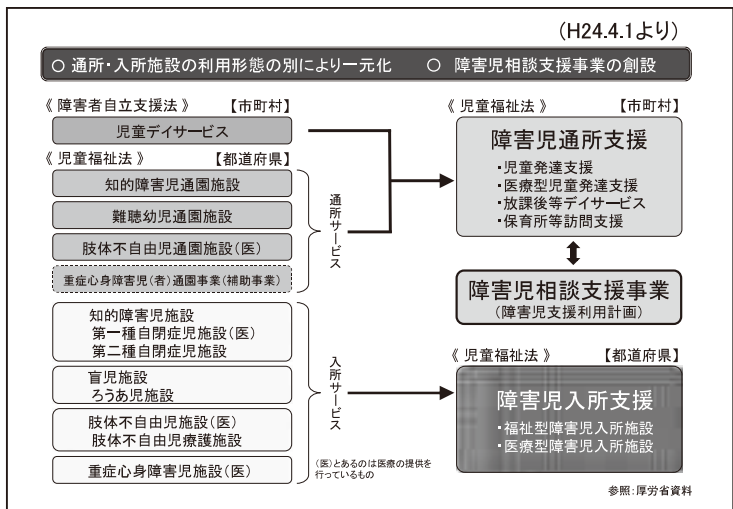 (H24.4.1より)
○ 通所・入所施設の利用形態の別により一元化 ○ 障害児相談支援事業の創設
《 障害者自立支援法 》 【市町村】
児童デイサービス
《 児童福祉法 》 【都道府県】
知的障害児通園施設
難聴幼児通園施設
肢体不自由児通園施設(医)
重症心身障害児(者)通園事業(補助事業)
通所サービス
知的障害児施設
第一種自閉症児施設(医)
第二種自閉症児施設
盲児施設
ろうあ児施設
肢体不自由児施設(医)
肢体不自由児療護施設
重症心身障害児施設(医)
入所サービス
(医)とあるのは医療の提供を
行っているもの
《 児童福祉法 》 【市町村】
障害児通所支援
・児童発達支援
・医療型児童発達支援
・放課後等デイサービス
・保育所等訪問支援
障害児相談支援事業
(障害児支援利用計画)
《 児童福祉法 》 【都道府県】
障害児入所支援
・福祉型障害児入所施設
・医療型障害児入所施設
参照:厚労省資料